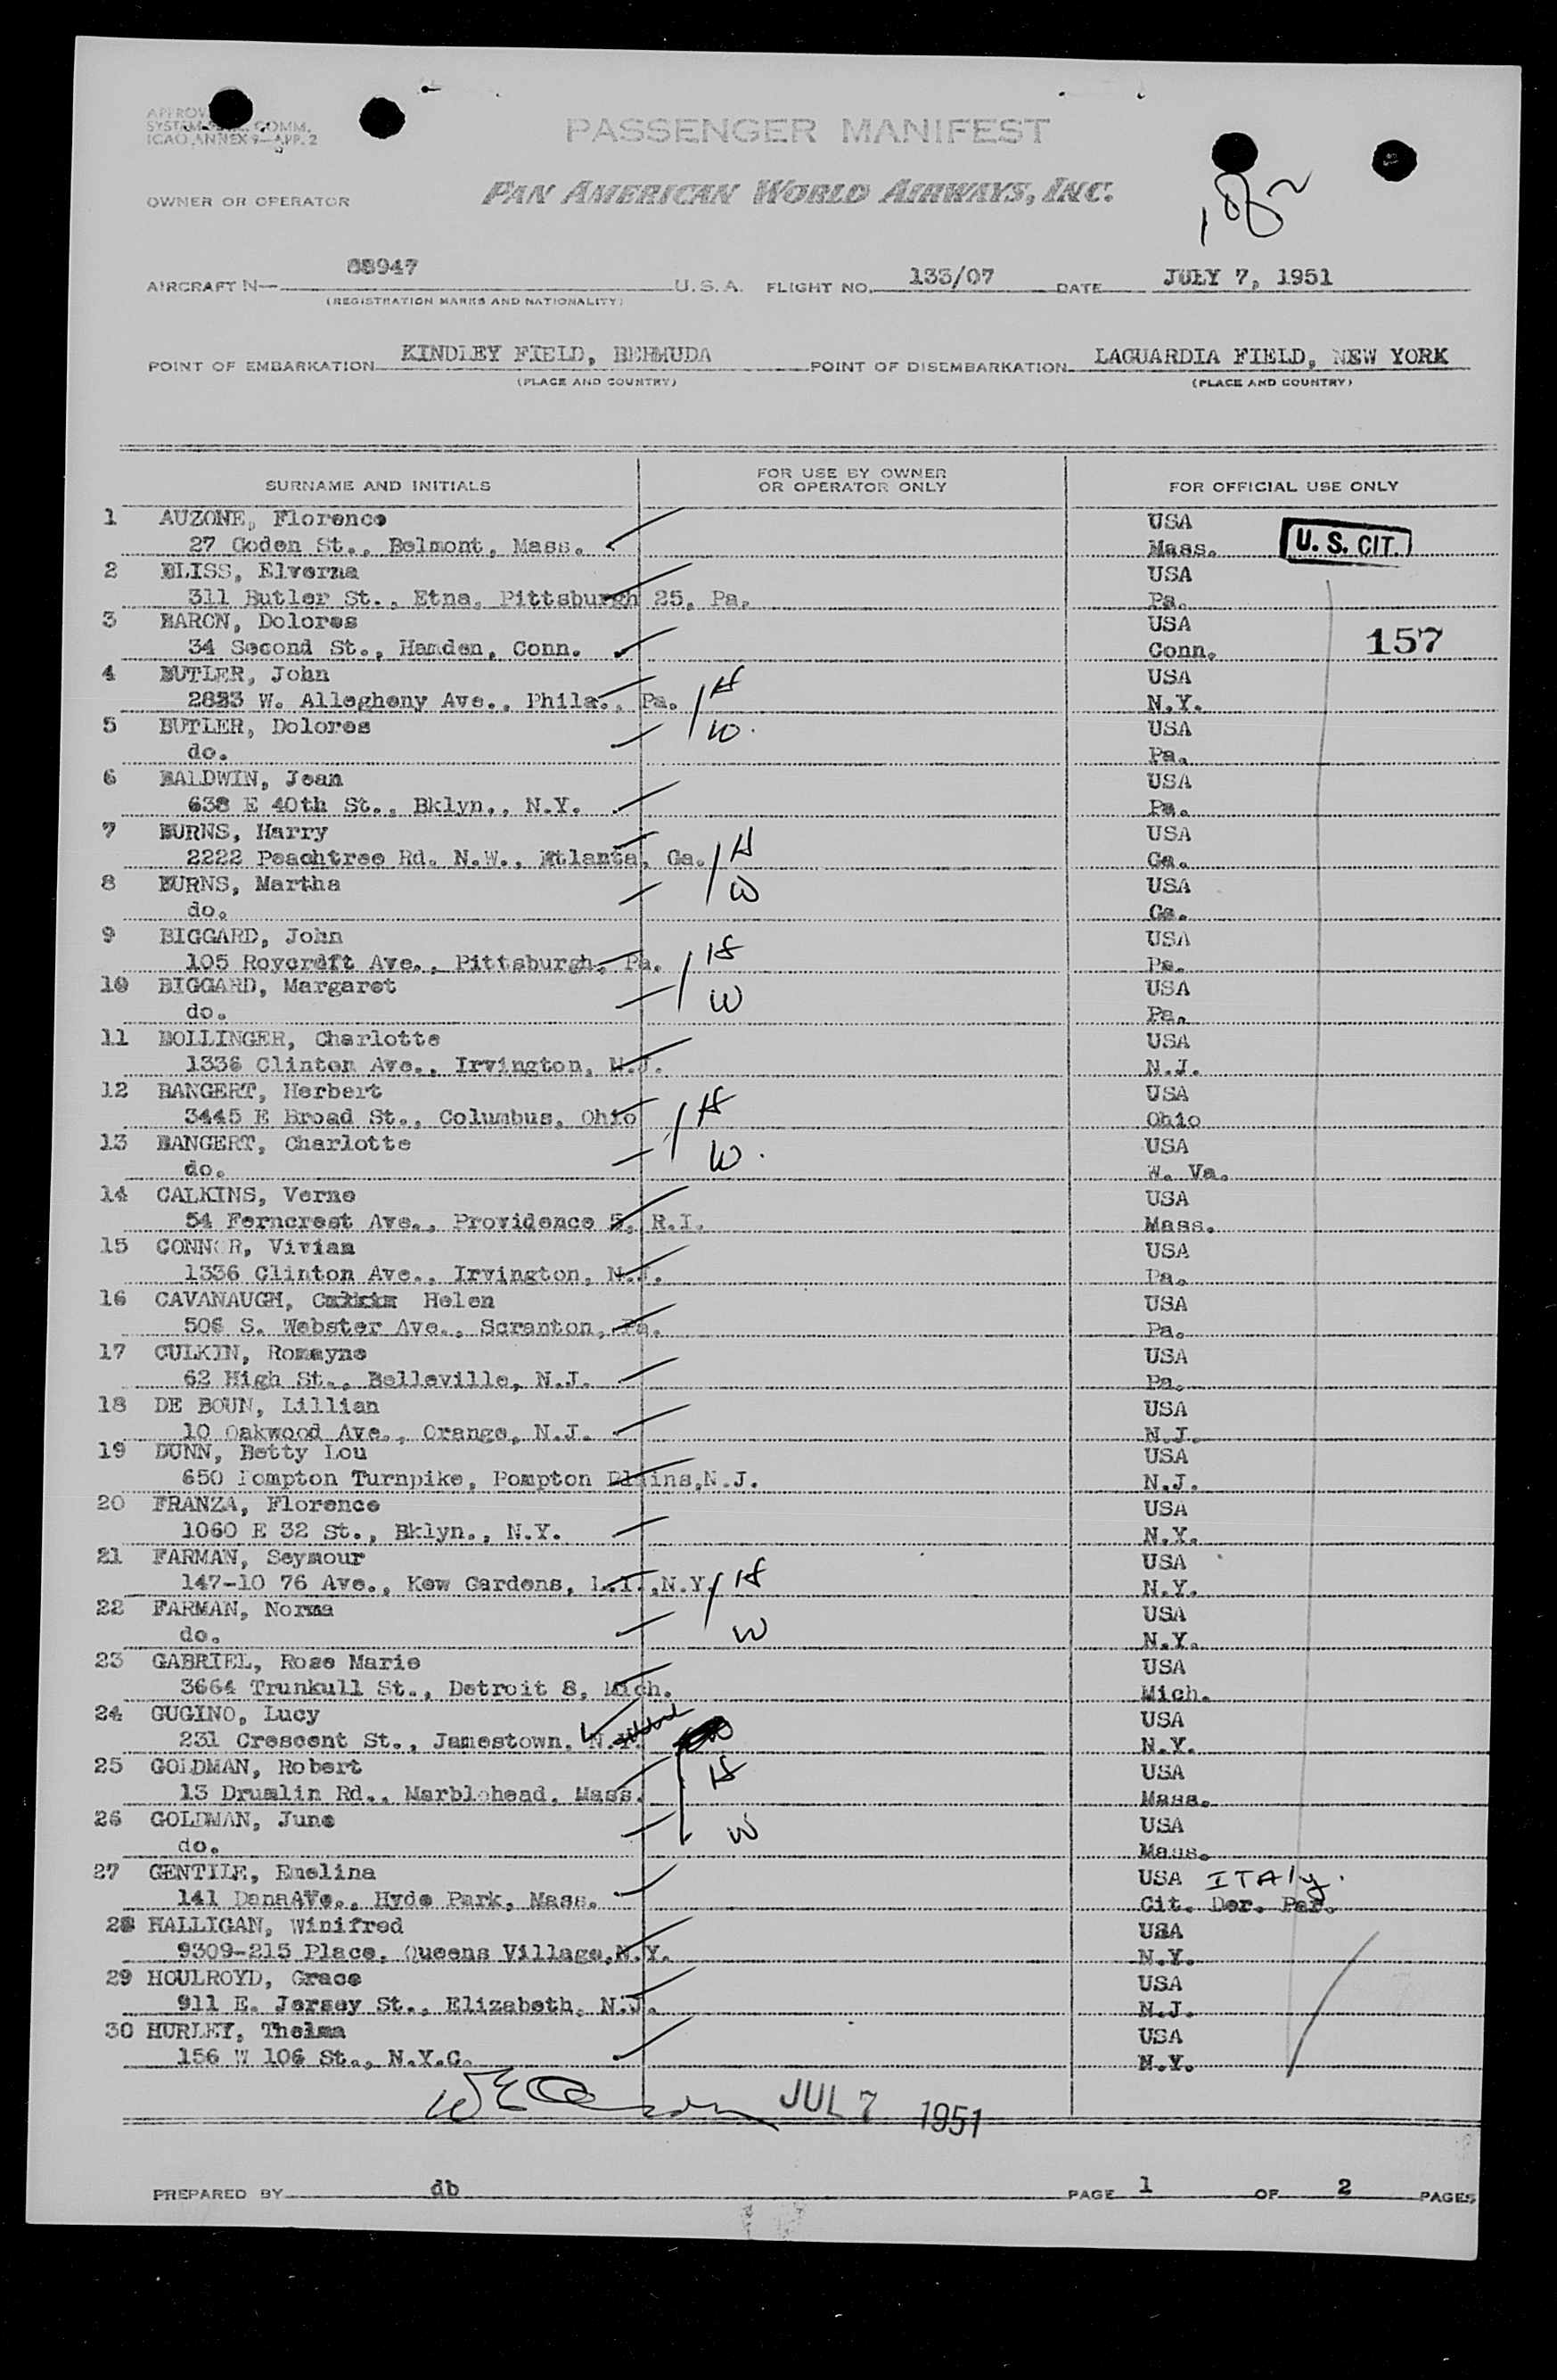 ICAO ANNEX 9—APP. 2
PASSENGER MANIFEST
OWNER OR OPERATOR
PAN AMERICAN WORLD AIRWAYS, INC.
182
AIRCRAFT N— 88947 U.S.A. FLIGHT NO. 133/07 DATE JULY 7, 1951
(REGISTRATION MARKS AND NATIONALITY)
POINT OF EMBARKATION KINDLEY FIELD, BERMUDA POINT OF DISEMBARKATION LAGUARDIA FIELD, NEW YORK
(PLACE AND COUNTRY) (PLACE AND COUNTRY)
SURNAME AND INITIALS FOR USE BY OWNER OR OPERATOR ONLY FOR OFFICIAL USE ONLY
1 AUZONE, Florence USA
27 Goden St., Belmont, Mass. Mass. U. S. CIT.
2 BLISS, Elverna USA
311 Butler St., Etna, Pittsburgh 25, Pa. Pa.
3 BARON, Dolores USA
34 Second St., Hamden, Conn. Conn. 157
4 BUTLER, John H USA
W. Allegheny Ave., Phila., Pa. N.Y.
5 BUTLER, Dolores W. USA
do. Pa.
6 BALDWIN, Jean USA
638 E 40th St., Bklyn., N.Y. Pa.
7 BURNS, Harry H USA
2222 Peachtree Rd. N.W., Atlanta, Ga. Ga.
8 BURNS, Martha W USA
do. Ga.
9 BIGGARD, John H USA
105 Roycroft Ave., Pittsburgh, Pa. Pa.
10 BIGGARD, Margaret W USA
do. Pa.
11 BOLLINGER, Charlotte USA
1336 Clinton Ave., Irvington, N.J. N.J.
12 BANGERT, Herbert H USA
3445 E Broad St., Columbus, Ohio Ohio
13 BANGERT, Charlotte W. USA
do. W. Va.
14 CALKINS, Verne USA
54 Ferncrest Ave., Providence 5, R.I. Mass.
15 CONNOR, Vivian USA
1336 Clinton Ave., Irvington, N.J. Pa.
16 CAVANAUGH, Helen USA
506 S. Webster Ave., Scranton, Pa. Pa.
17 CULKIN, Romayne USA
62 High St., Belleville, N.J. Pa.
18 DE BOUN, Lillian USA
10 Oakwood Ave., Orange, N.J. N.J.
19 DUNN, Betty Lou USA
650 Pompton Turnpike, Pompton Plains,N.J. N.J.
20 FRANZA, Florence USA
1060 E 32 St., Bklyn., N.Y. N.Y.
21 FARMAN, Seymour H USA
147-10 76 Ave., Kew Gardens, L.I.,N.Y. N.Y.
22 FARMAN, Norma W USA
do. N.Y.
23 GABRIEL, Rose Marie USA
3664 Trunkull St., Detroit 8, Mich. Mich.
24 GUGINO, Lucy USA
231 Crescent St., Jamestown, N.Y. N.Y.
25 GOLDMAN, Robert H USA
13 Drumlin Rd., Marblehead, Mass. Mass.
26 GOLDMAN, June W USA
do. Mass.
27 GENTILE, Emelina USA ITAly.
141 DanaAVe., Hyde Park, Mass. Cit. Der. Par.
28 HALLIGAN, Winifred USA
9309-215 Place, Queens Village,N.Y. N.Y.
29 HOULROYD, Grace USA
911 E. Jersey St., Elizabeth, N.J. N.J.
30 HURLEY, Thelma USA
156 W 106 St., N.Y.C. N.Y.
JUL 7 1951
PREPARED BY db PAGE 1 OF 2 PAGES